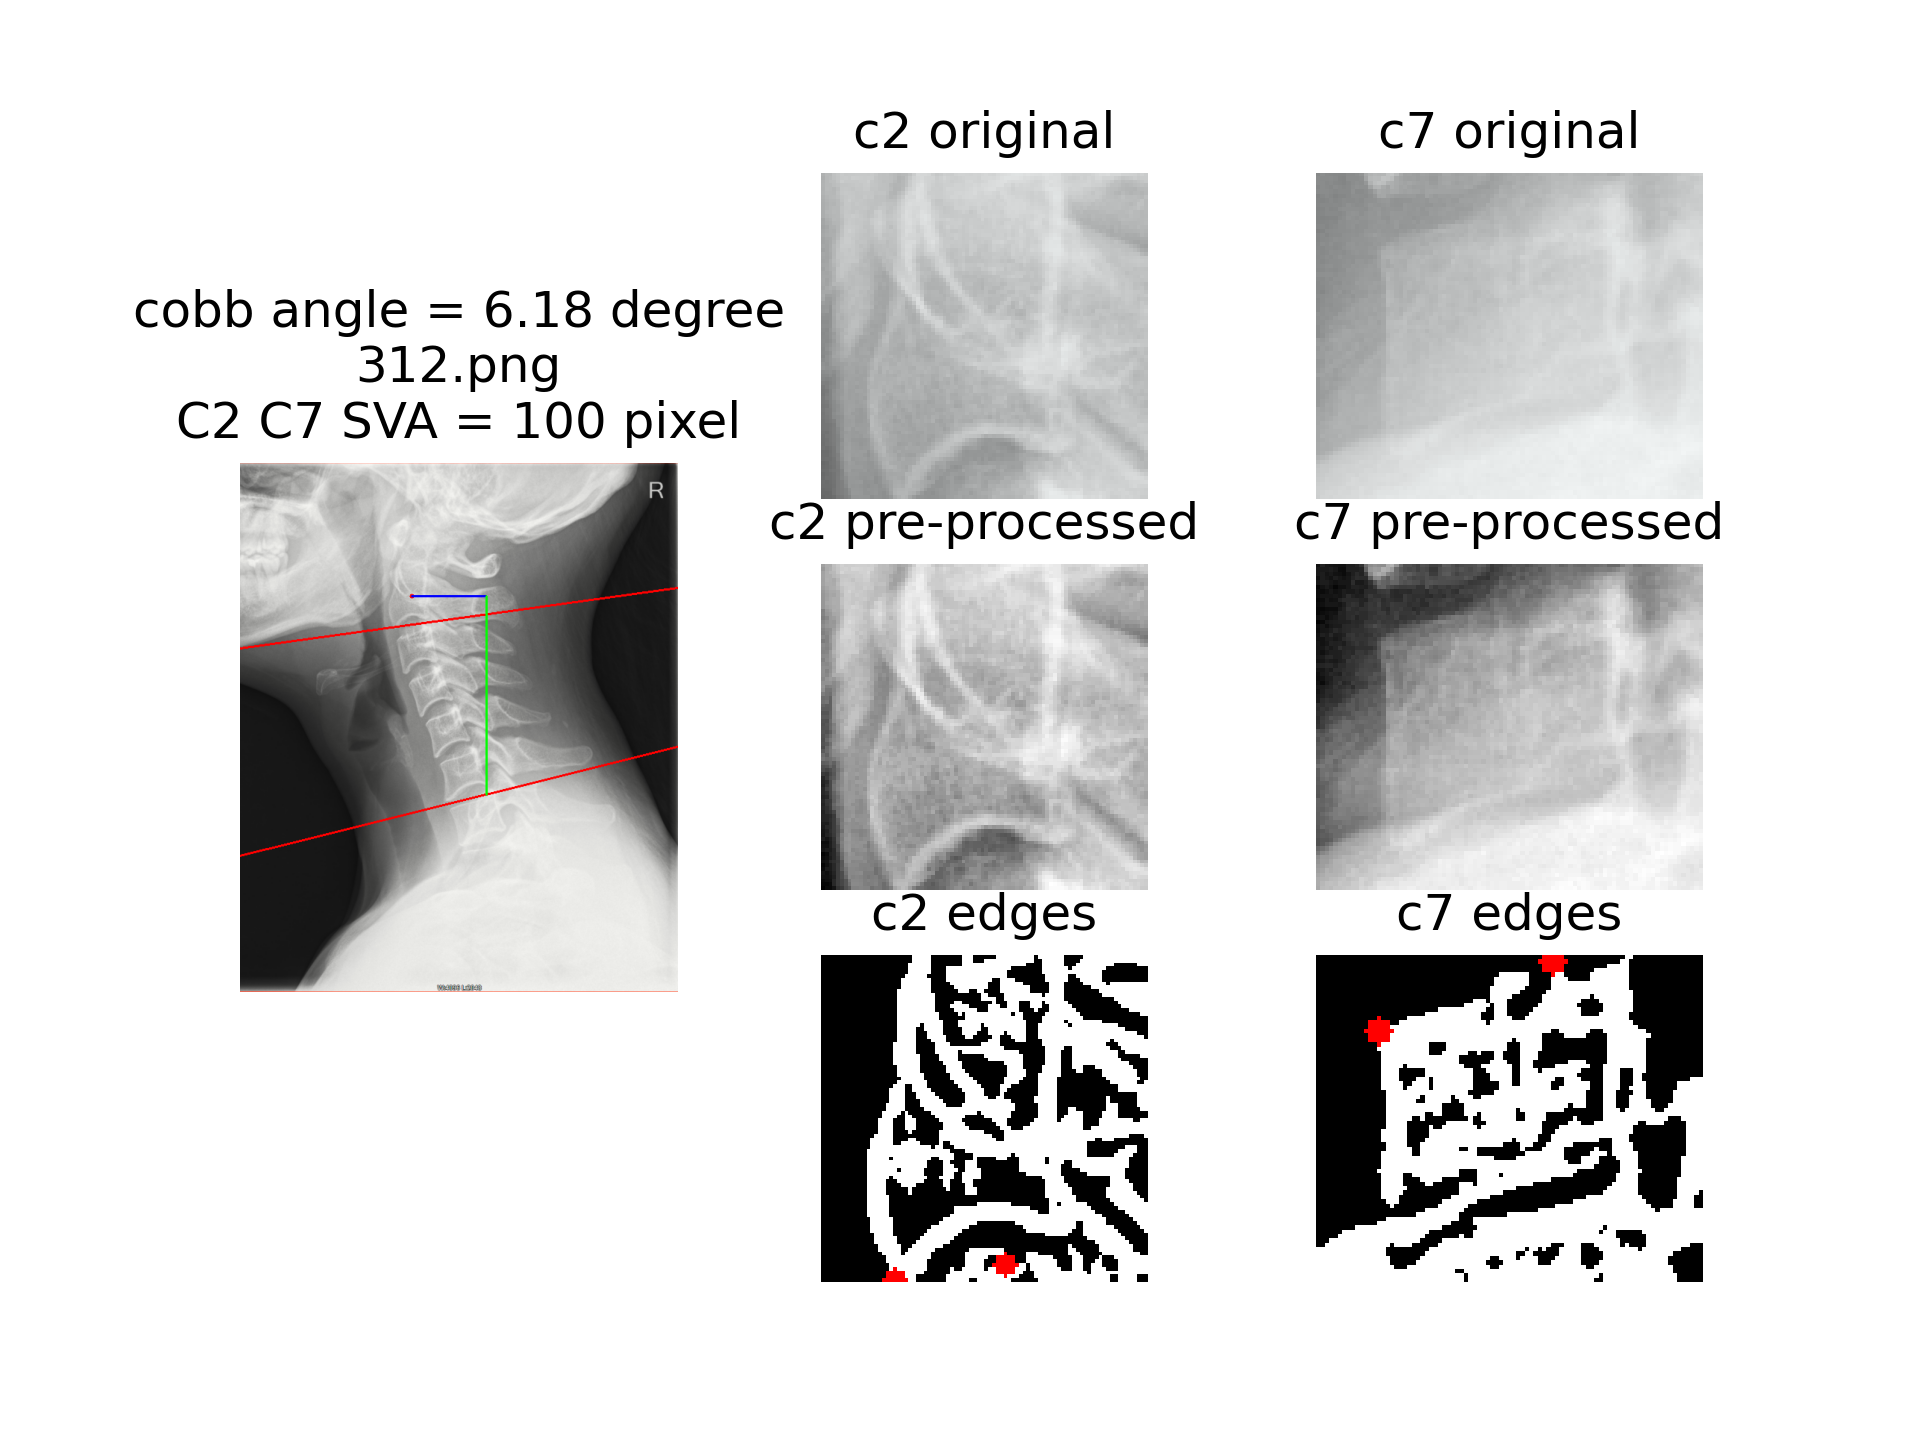 cobb angle = 6.18 degree
312.png
C2 C7 SVA = 100 pixel
R
c2 original
c7 original
c2 pre-processed
c7 pre-processed
c2 edges
c7 edges